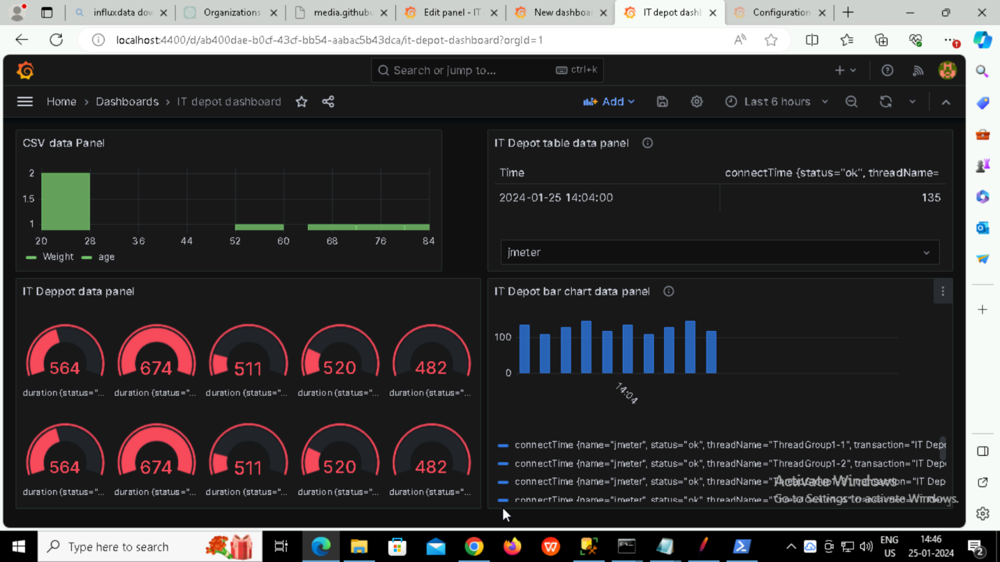 influxdata dow
Organizations
media.githubu
Edit panel - IT
New dashboar
IT depot dashb
Configuration
localhost:4400/d/ab400dae-b0cf-43cf-bb54-aabac5b43dca/it-depot-dashboard?orgId=1
Search or jump to...
ctrl+k
Home › Dashboards › IT depot dashboard
Add
Last 6 hours
CSV data Panel
2
1.5
1
20 28 36 44 52 60 68 76 84
Weight age
IT Depot table data panel
Time connectTime {status="ok", threadName=
2024-01-25 14:04:00 135
jmeter
IT Deppot data panel
564 674 511 520 482
duration {status="... duration {status="... duration {status="... duration {status="... duration {status="...
564 674 511 520 482
duration {status="... duration {status="... duration {status="... duration {status="... duration {status="...
IT Depot bar chart data panel
100
0
14:04
connectTime {name="jmeter", status="ok", threadName="ThreadGroup1-1", transaction="IT Depo
connectTime {name="jmeter", status="ok", threadName="ThreadGroup1-2", transaction="IT Depo
connectTime {name="jmeter", status="ok", threadName= ="IT Dep
connectTime {name="jmeter", status="ok",
Activate Windows
Go to Settings to activate Windows.
Type here to search
ENG
US
14:46
25-01-2024
2